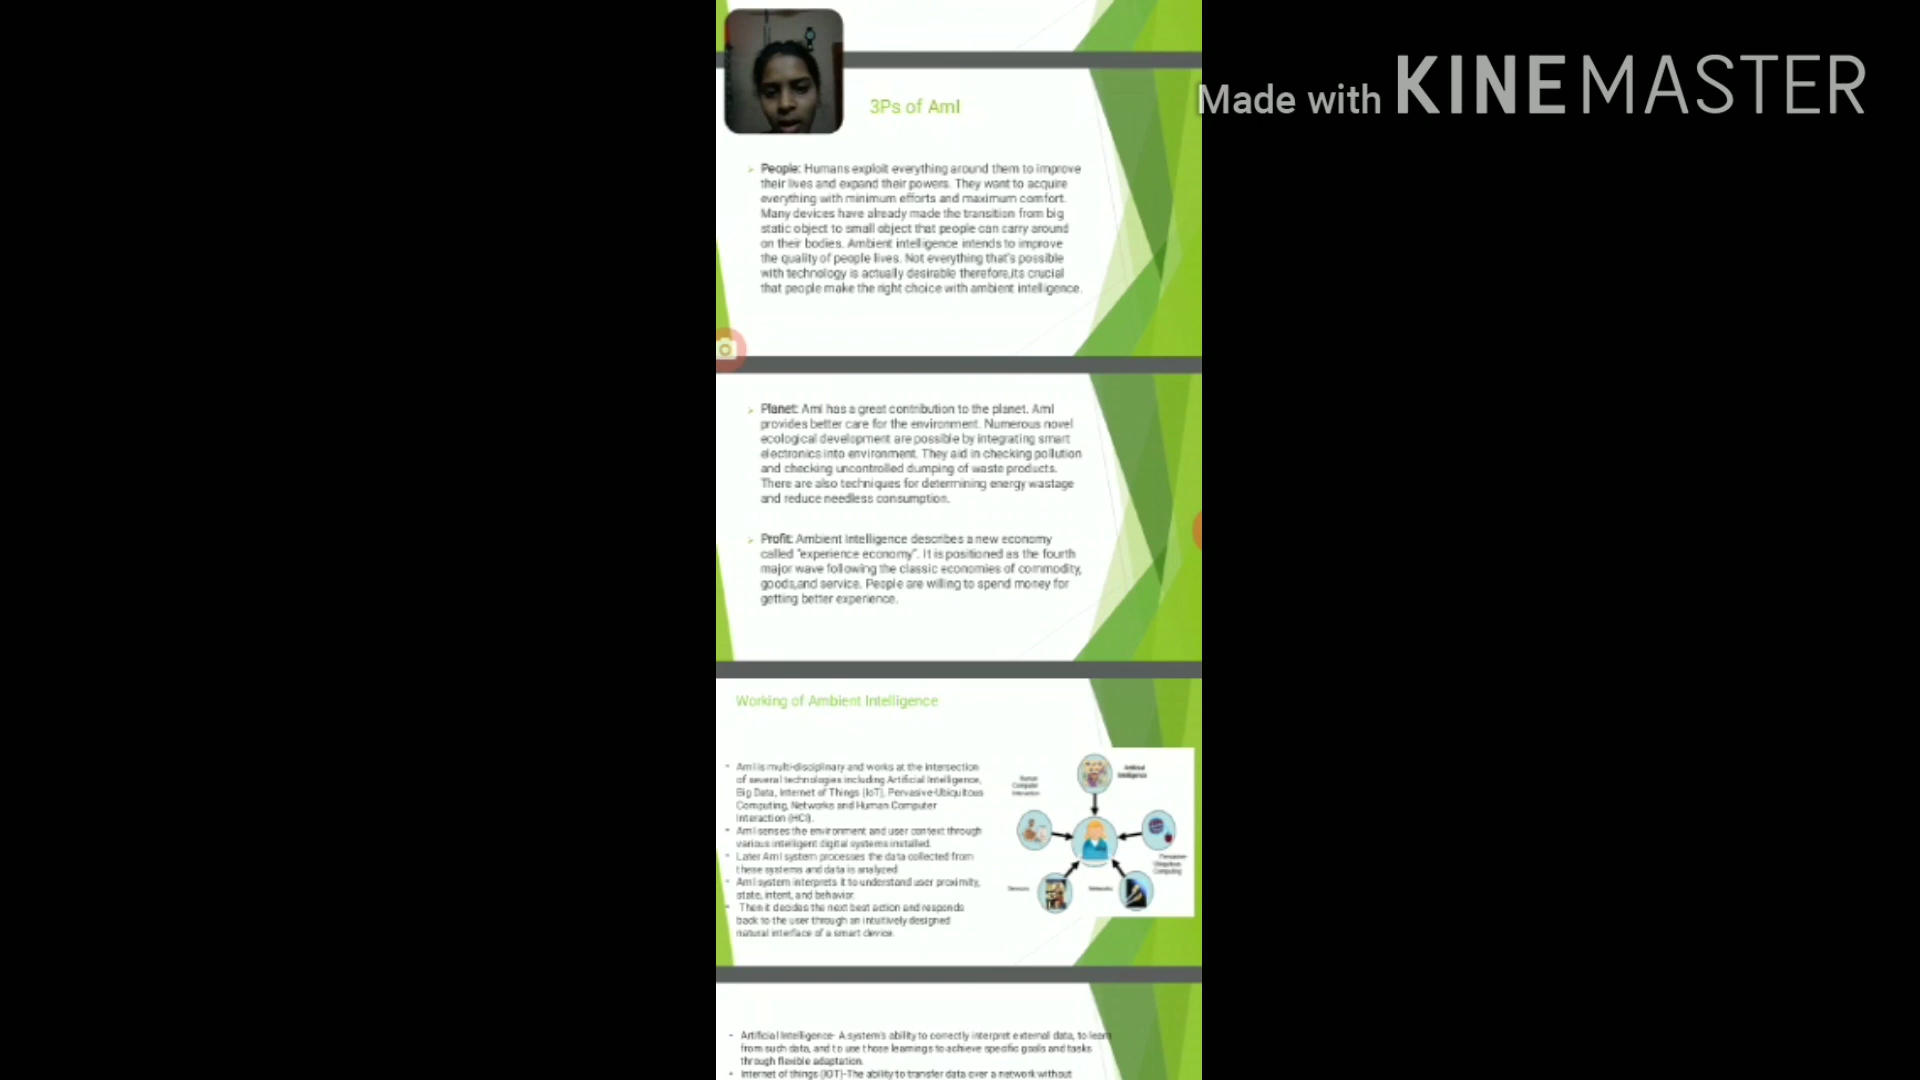 Made with KINEMASTER
3Ps of AmI
People: Humans exploit everything around them to improve
their lives and expand their powers. They want to acquire
everything with minimum efforts and maximum comfort.
Many devices have already made the transition from big
static object to small object that people can carry around
on their bodies. Ambient intelligence intends to improve
the quality of people lives. Not everything that's possible
with technology is actually desirable therefore,its crucial
that people make the right choice with ambient intelligence.
Planet: AmI has a great contribution to the planet. AmI
provides better care for the environment. Numerous novel
ecological development are possible by integrating smart
electronics into environment. They aid in checking pollution
and checking uncontrolled dumping of waste products.
There are also techniques for determining energy wastage
and reduce needless consumption.
Profit: Ambient Intelligence describes a new economy
called "experience economy". It is positioned as the fourth
major wave following the classic economies of commodity,
goods,and service. People are willing to spend money for
getting better experience.
Working of Ambient Intelligence
AmI is multi-disciplinary and works at the intersection
of several technologies including Artificial Intelligence,
Big Data, Internet of Things (IoT), Pervasive-Ubiquitous
Computing, Networks and Human Computer
Interaction (HCI).
AmI senses the environment and user context through
various intelligent digital systems installed.
Later AmI system processes the data collected from
these systems and data is analyzed
AmI system interprets it to understand user proximity,
state, intent, and behavior.
Then it decides the next best action and responds
back to the user through an intuitively designed
natural interface of a smart device.
Artificial
Intelligence
Human
Computer
Interaction
Pervasive-
Ubiquitous
Computing
Sensors
Networks
Artificial Intelligence- A system's ability to correctly interpret external data, to learn
from such data, and to use those learnings to achieve specific goals and tasks
through flexible adaptation.
Internet of things (IOT)-The ability to transfer data over a network without